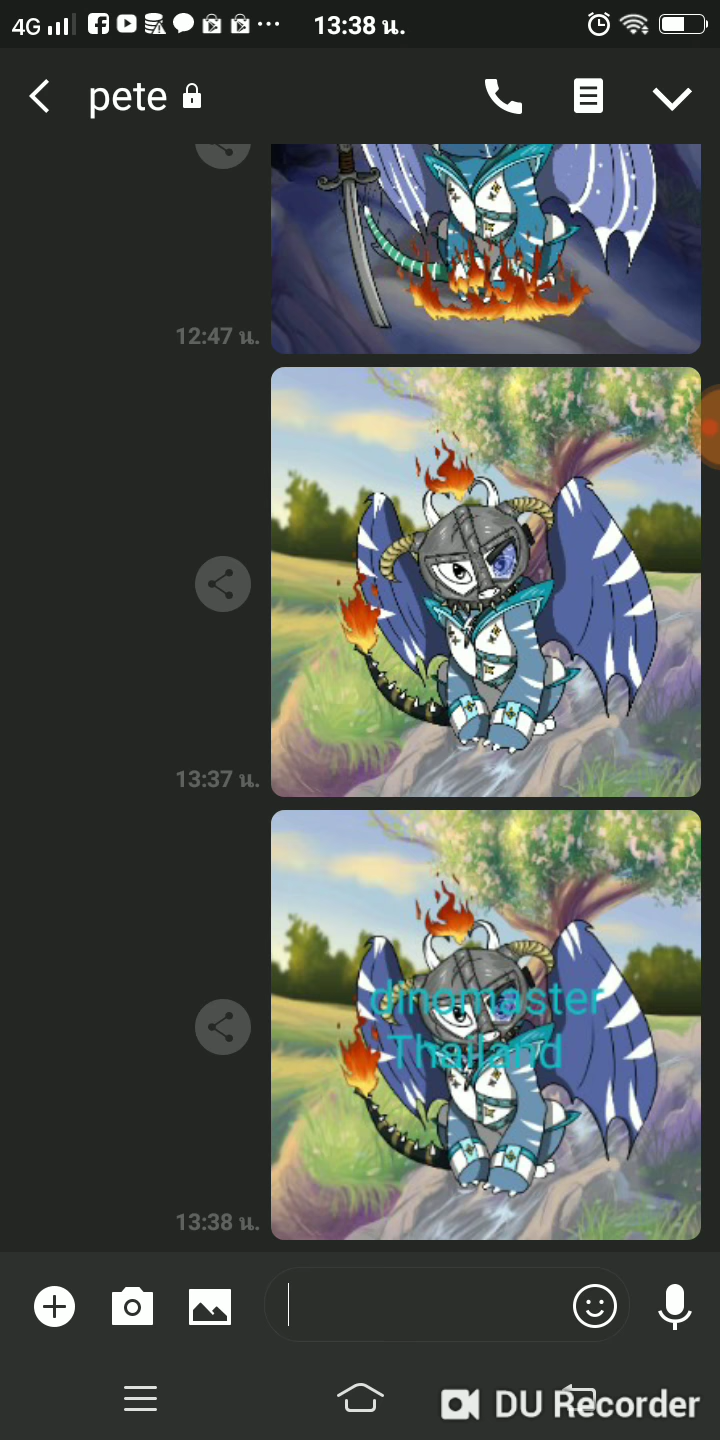 4G 13:38 น.
pete
12:47 น.
13:37 น.
dinomaster
Thailand
13:38 น.
DU Recorder